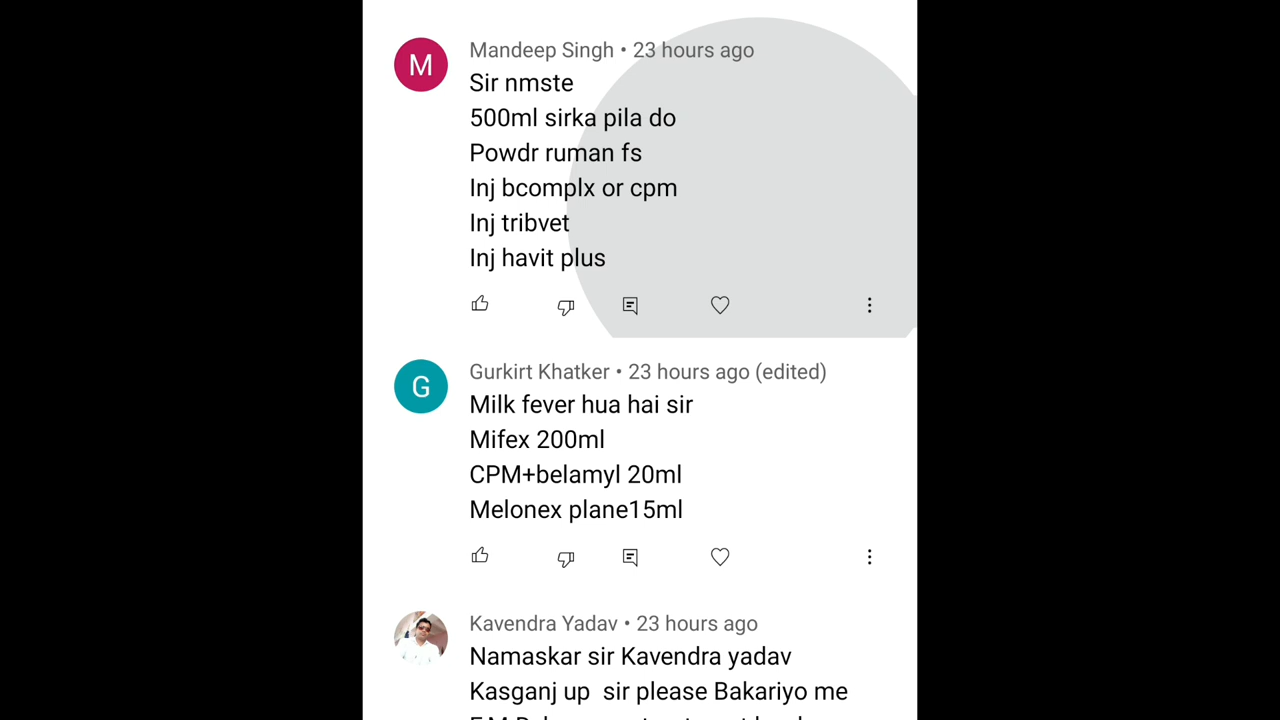 M
Mandeep Singh • 23 hours ago
Sir nmste
500ml sirka pila do
Powdr ruman fs
Inj bcomplx or cpm
Inj tribvet
Inj havit plus
G
Gurkirt Khatker • 23 hours ago (edited)
Milk fever hua hai sir
Mifex 200ml
CPM+belamyl 20ml
Melonex plane15ml
Kavendra Yadav • 23 hours ago
Namaskar sir Kavendra yadav
Kasganj up  sir please Bakariyo me